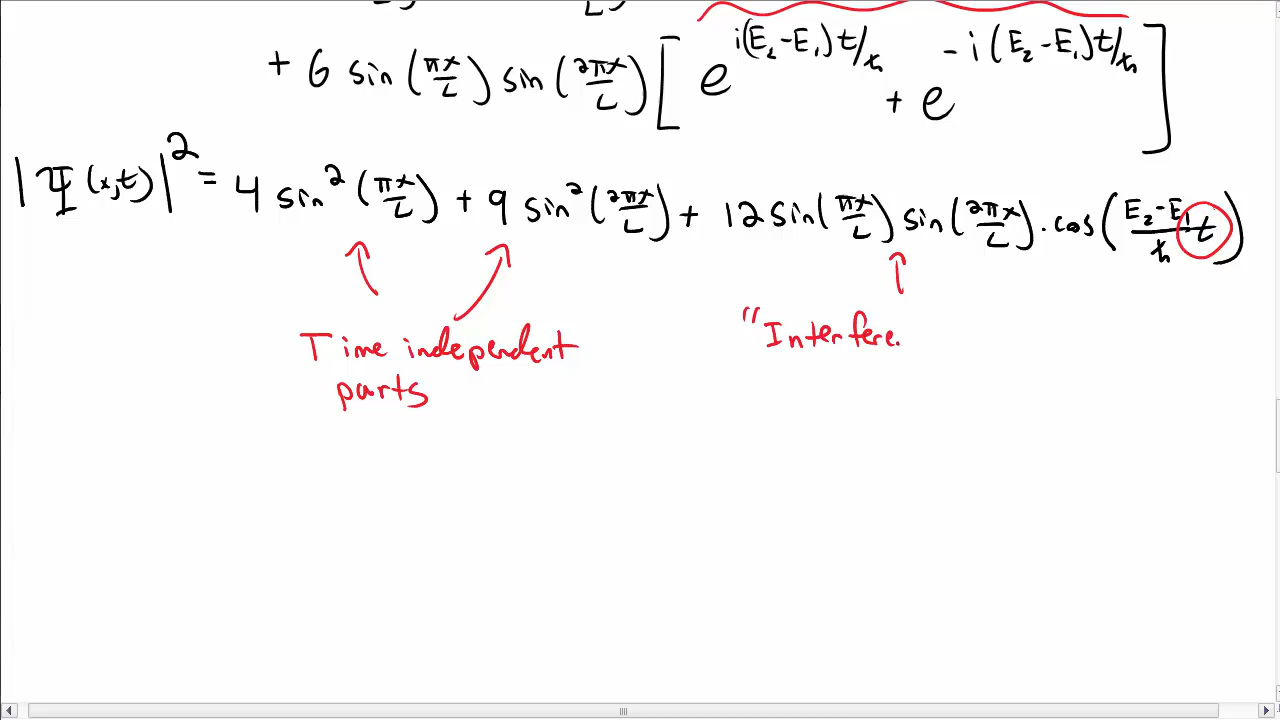 + 6 sin (πx/L) sin (2πx/L) [ e^{i(E₂-E₁)t/ħ} + e^{-i(E₂-E₁)t/ħ} ]
|Ψ(x,t)|² = 4 sin² (πx/L) + 9 sin² (2πx/L) + 12 sin(πx/L) sin(2πx/L) · cos((E₂-E₁)/ħ t)
Time independent
parts
"Interfere.